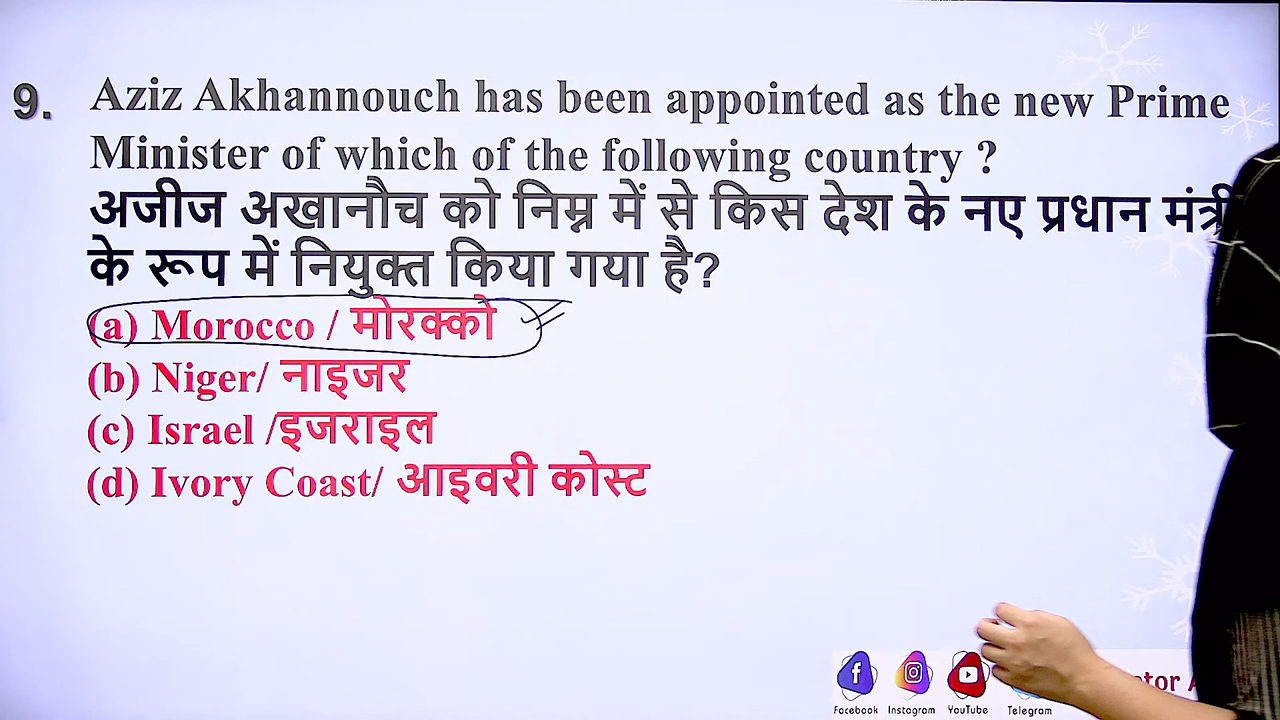 9. Aziz Akhannouch has been appointed as the new Prime
Minister of which of the following country ?
अजीज अखानौच को निम्न में से किस देश के नए प्रधान मंत्री
के रूप में नियुक्त किया गया है?
(a) Morocco / मोरक्को
(b) Niger/ नाइजर
(c) Israel /इजराइल
(d) Ivory Coast/ आइवरी कोस्ट
Facebook Instagram YouTube Telegram